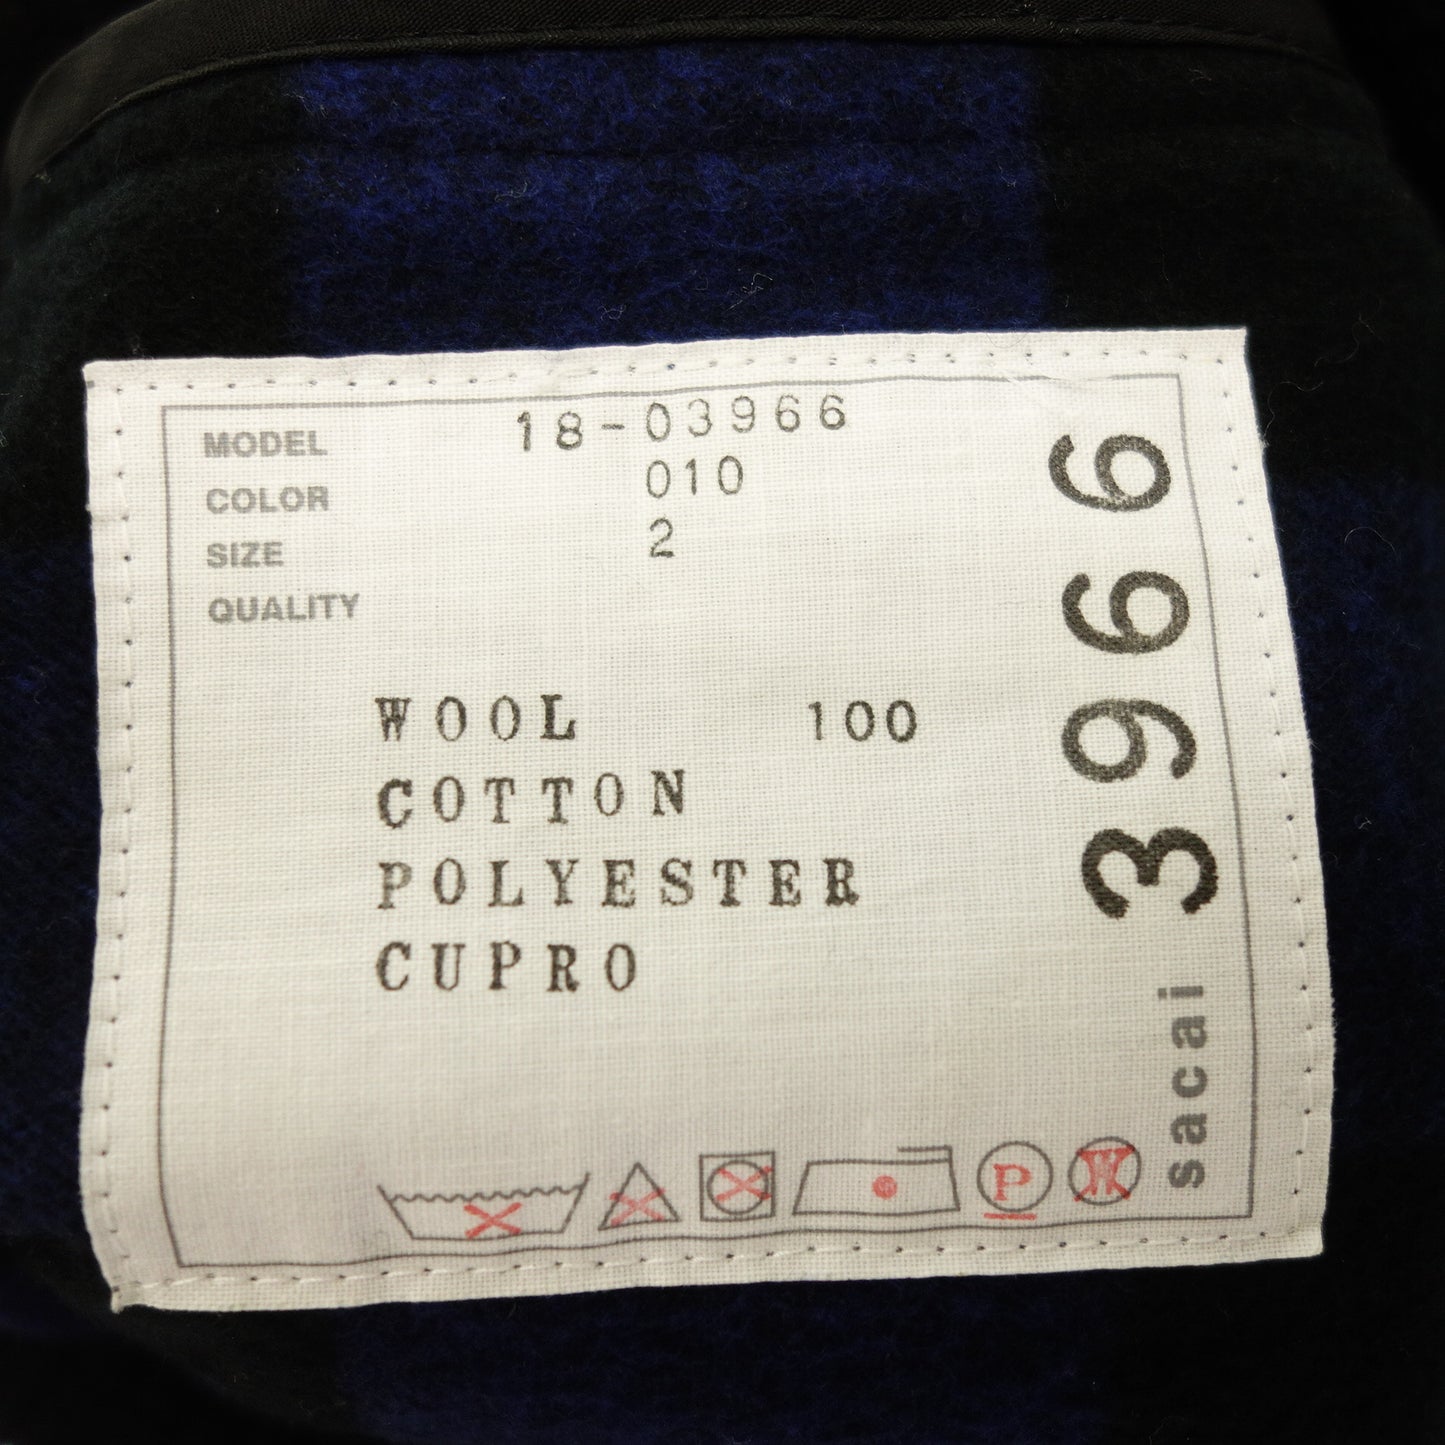 MODEL 18-03966
COLOR 010
SIZE 2
QUALITY
WOOL 100
COTTON
POLYESTER
CUPRO
P
W
sacai 3966